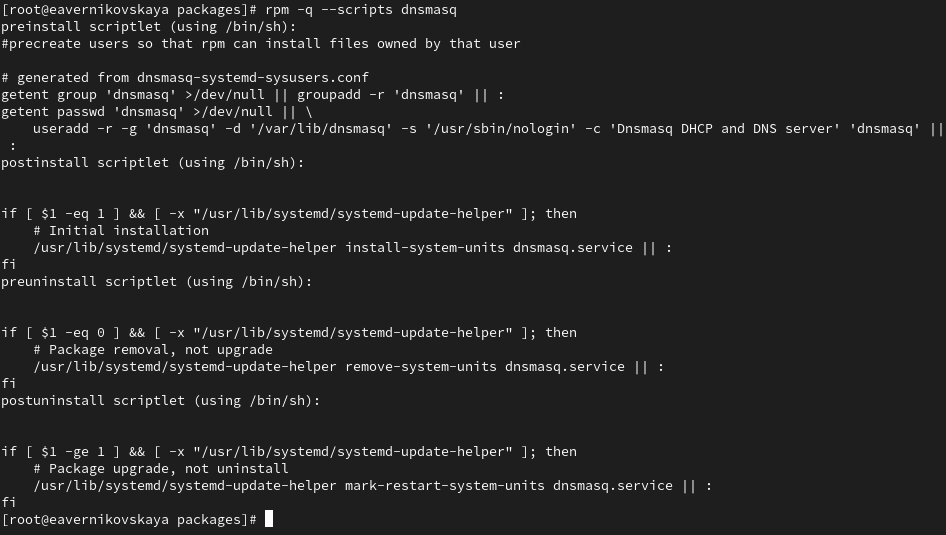 [root@eavernikovskaya packages]# rpm -q --scripts dnsmasq
preinstall scriptlet (using /bin/sh):
#precreate users so that rpm can install files owned by that user
# generated from dnsmasq-systemd-sysusers.conf
getent group 'dnsmasq' >/dev/null || groupadd -r 'dnsmasq' || :
getent passwd 'dnsmasq' >/dev/null || \
    useradd -r -g 'dnsmasq' -d '/var/lib/dnsmasq' -s '/usr/sbin/nologin' -c 'Dnsmasq DHCP and DNS server' 'dnsmasq' ||
 :
postinstall scriptlet (using /bin/sh):
if [ $1 -eq 1 ] && [ -x "/usr/lib/systemd/systemd-update-helper" ]; then
    # Initial installation
    /usr/lib/systemd/systemd-update-helper install-system-units dnsmasq.service || :
fi
preuninstall scriptlet (using /bin/sh):
if [ $1 -eq 0 ] && [ -x "/usr/lib/systemd/systemd-update-helper" ]; then
    # Package removal, not upgrade
    /usr/lib/systemd/systemd-update-helper remove-system-units dnsmasq.service || :
fi
postuninstall scriptlet (using /bin/sh):
if [ $1 -ge 1 ] && [ -x "/usr/lib/systemd/systemd-update-helper" ]; then
    # Package upgrade, not uninstall
    /usr/lib/systemd/systemd-update-helper mark-restart-system-units dnsmasq.service || :
fi
[root@eavernikovskaya packages]#